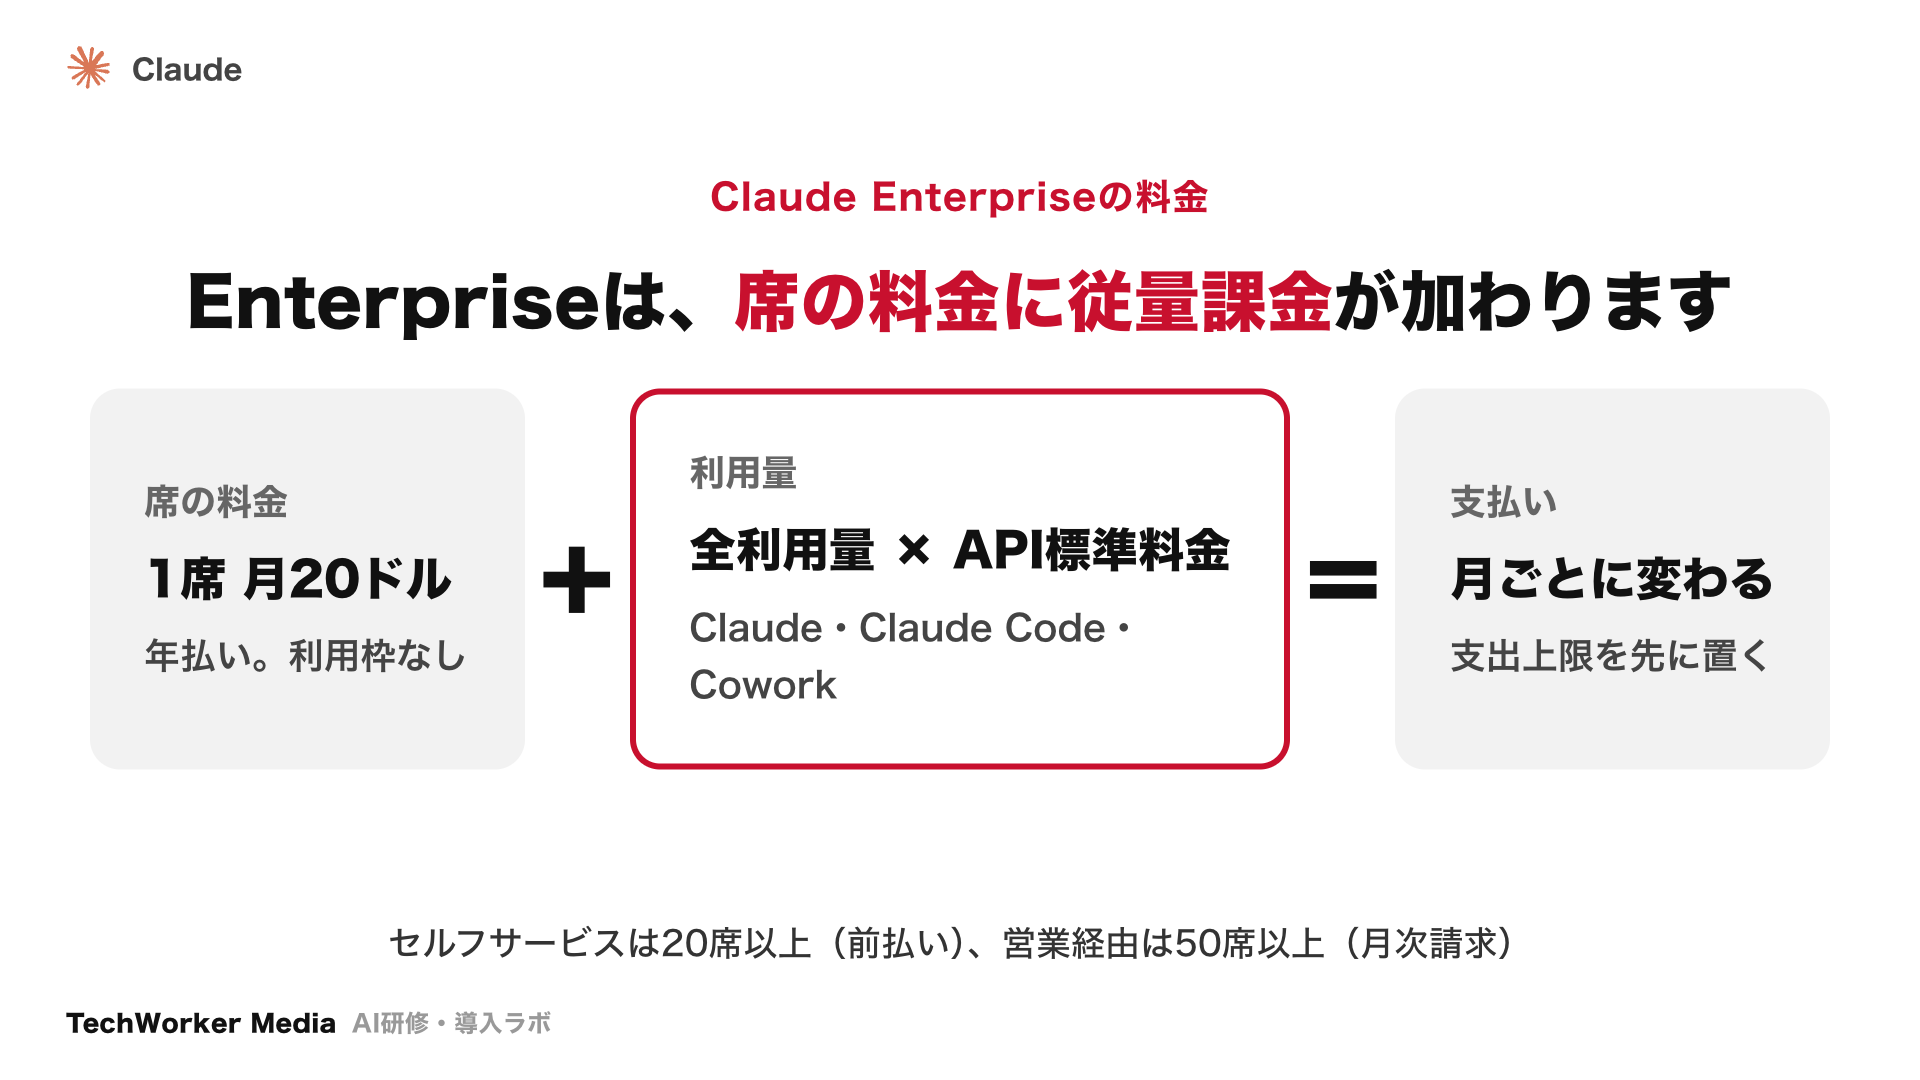 Claude
Claude Enterpriseの料金
Enterpriseは、席の料金に従量課金が加わります
席の料金
1席 月20ドル
年払い。利用枠なし
+
利用量
全利用量 × API標準料金
Claude・Claude Code・
Cowork
=
支払い
月ごとに変わる
支出上限を先に置く
セルフサービスは20席以上（前払い）、営業経由は50席以上（月次請求）
TechWorker Media AI研修・導入ラボ